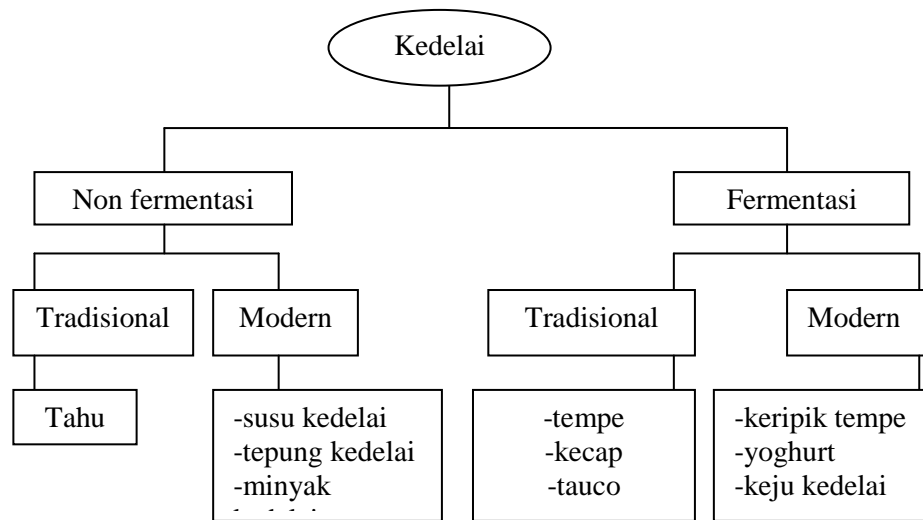 Kedelai
Non fermentasi
Fermentasi
Tradisional
Modern
Tradisional
Modern
Tahu
-susu kedelai
-tepung kedelai
-minyak
-tempe
-kecap
-tauco
-keripik tempe
-yoghurt
-keju kedelai